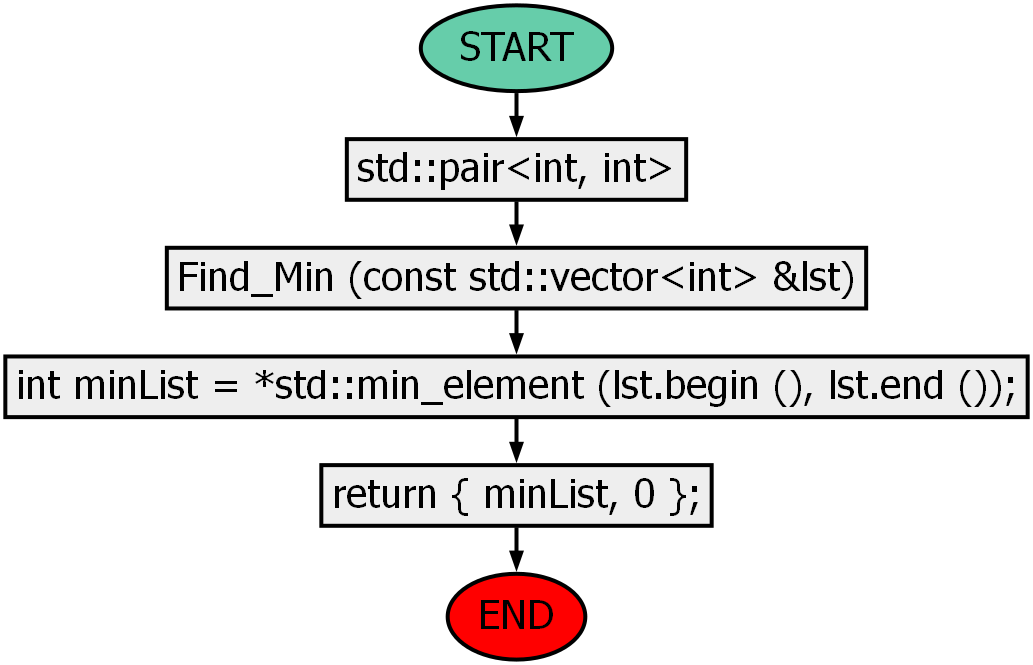 START
std::pair<int, int>
Find_Min (const std::vector<int> &lst)
int minList = *std::min_element (lst.begin (), lst.end ());
return { minList, 0 };
END